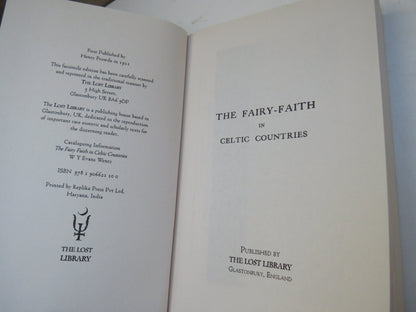 First Published by
Henry Frowde in 1911
This facsimile edition has been carefully scanned
and reprinted in the traditional manner by
THE LOST LIBRARY
5 High Street,
Glastonbury UK BA6 9DP
THE LOST LIBRARY is a publishing house based in
Glastonbury, UK, dedicated to the reproduction
of important rare esoteric and scholarly texts for
the discerning reader.
Cataloguing Information
The Fairy Faith in Celtic Countries
W Y Evans Wentz
ISBN 978 1 906621 10 0
Printed by Replika Press Pvt Ltd,
Haryana, India
THE LOST
LIBRARY
THE FAIRY-FAITH
IN
CELTIC COUNTRIES
PUBLISHED BY
THE LOST LIBRARY
GLASTONBURY, ENGLAND